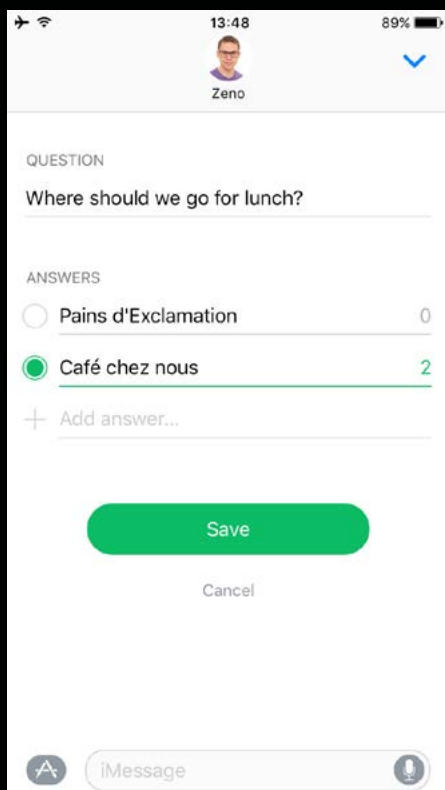 13:48
89%
Zeno
QUESTION
Where should we go for lunch?
ANSWERS
Pains d'Exclamation 0
Café chez nous 2
Add answer...
Save
Cancel
iMessage